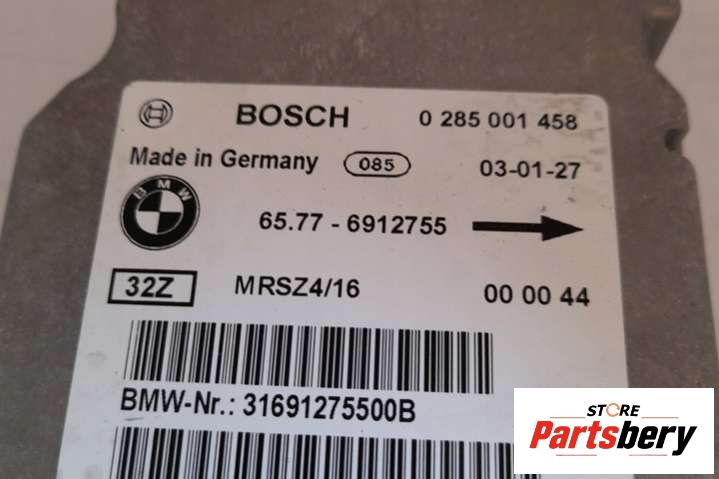 BOSCH 0 285 001 458
Made in Germany 085 03-01-27
BMW 65.77 - 6912755
32Z MRSZ4/16 00 00 44
BMW-Nr.: 31691275500B
STORE
Partsbery